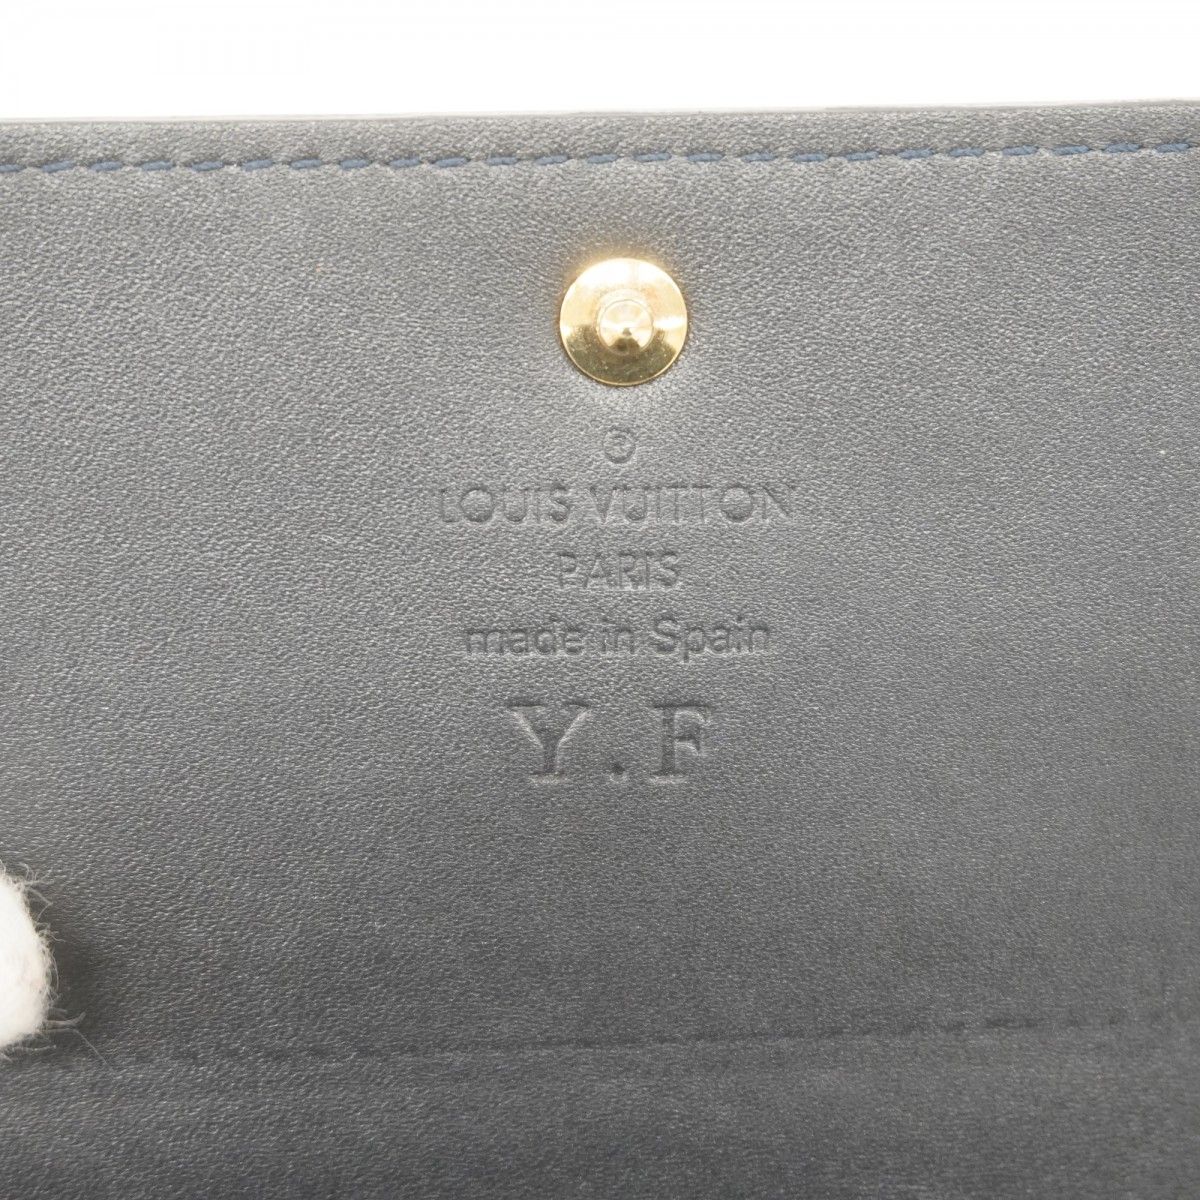 ®
LOUIS VUITTON
PARIS
made in Spain
Y.F